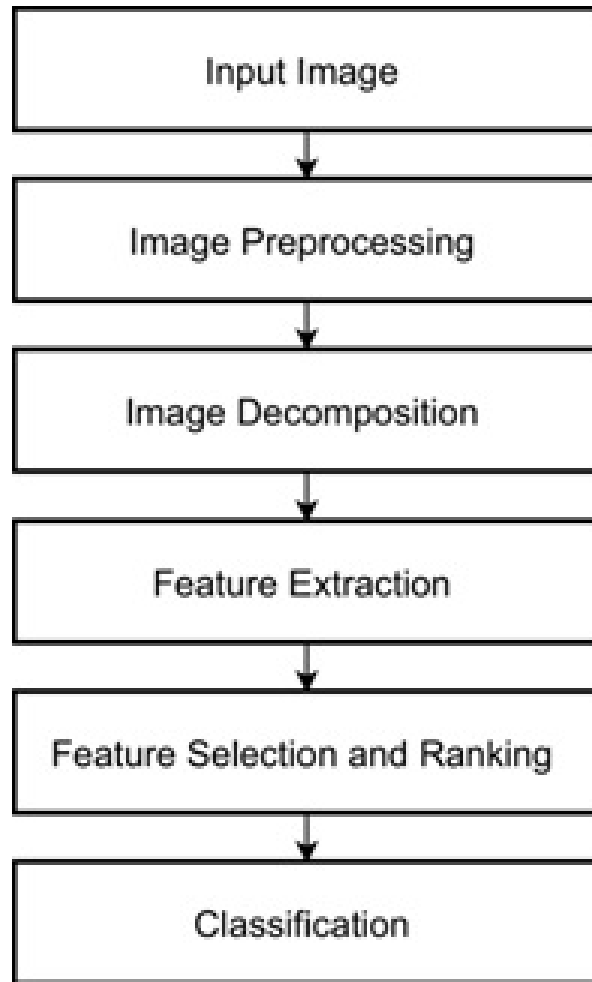 Input Image
Image Preprocessing
Image Decomposition
Feature Extraction
Feature Selection and Ranking
Classification